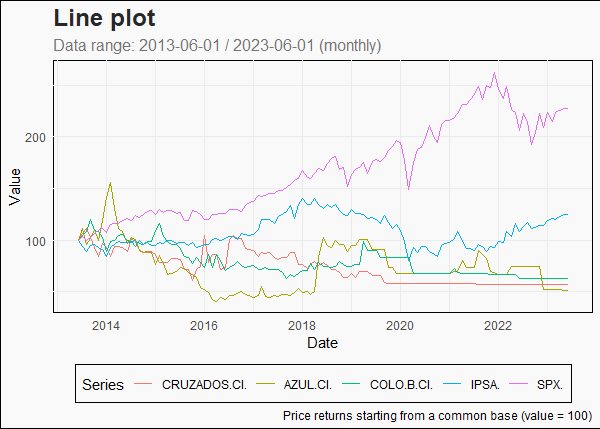 Line plot
Data range: 2013-06-01 / 2023-06-01 (monthly)
Value
200
100
2014
2016
2018
2020
2022
Date
Series
CRUZADOS.CI.
AZUL.CI.
COLO.B.CI.
IPSA.
SPX.
Price returns starting from a common base (value = 100)